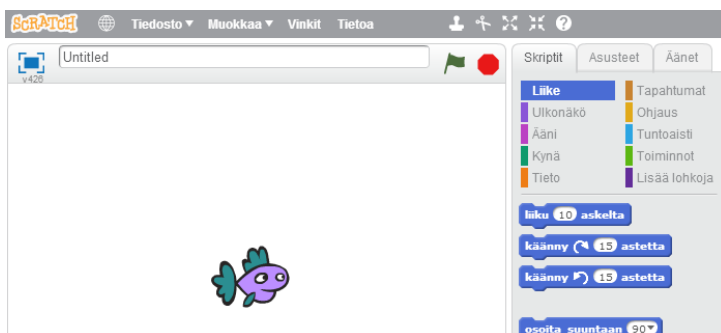 SCRATCH Tiedosto Muokkaa Vinkit Tietoa
Untitled
v426
Skriptit Asusteet Äänet
Liike Tapahtumat
Ulkonäkö Ohjaus
Ääni Tuntoaisti
Kynä Toiminnot
Tieto Lisää lohkoja
liiku 10 askelta
käänny 15 astetta
käänny 15 astetta
osoita suuntaan 90